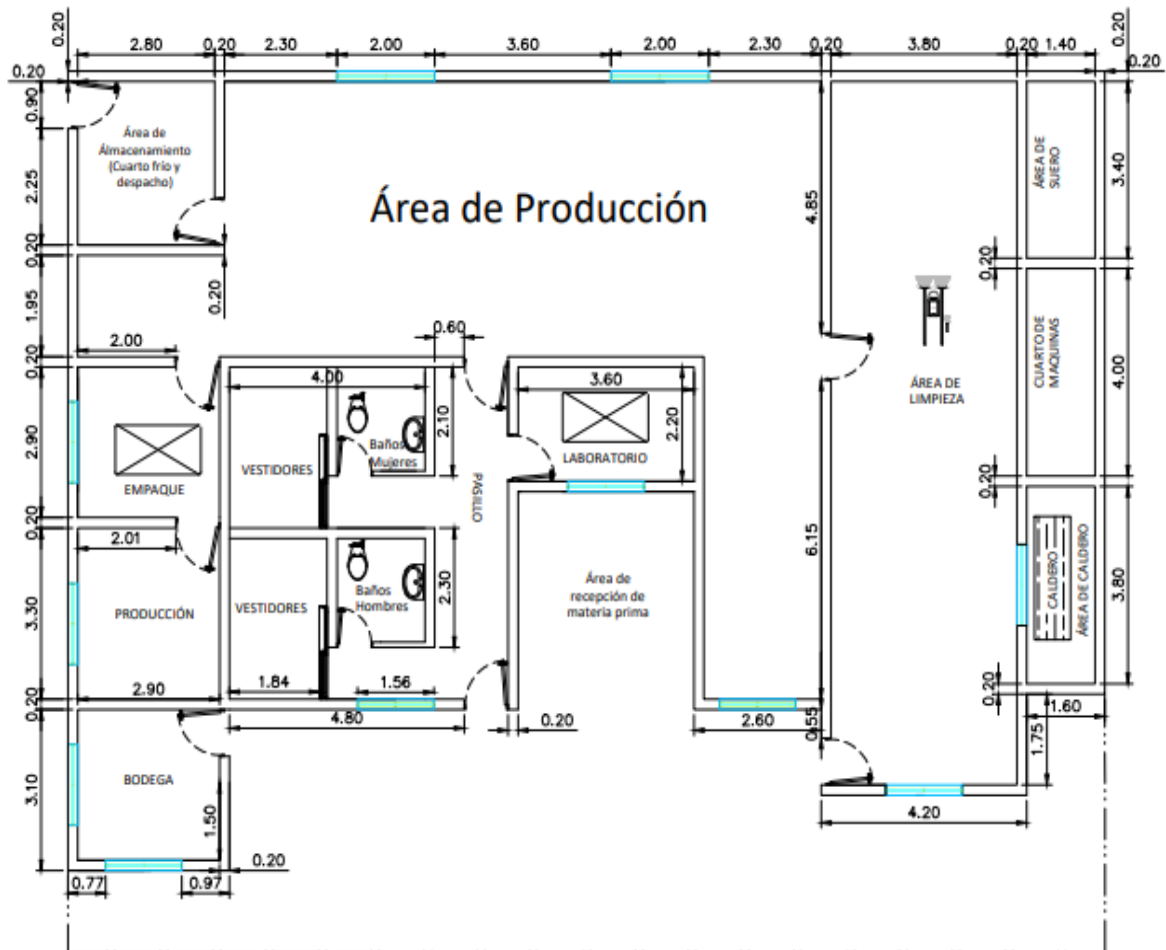 0.20
0.20
2.80
0.20
2.30
2.00
3.60
2.00
2.30
0.20
3.80
0.20
1.40
0.20
0.20
0.20
0.90
2.25
0.20
1.95
0.20
2.90
0.20
3.30
0.20
3.10
Área de
Álmacenamiento
(Cuarto frío y
despacho)
Área de Producción
4.85
ÁREA DE
SUERO
3.40
0.20
0.20
CUARTO DE
MAQUINAS
4.00
ÁREA DE
LIMPIEZA
2.00
0.60
4.00
3.60
2.10
2.20
Baños
Mujeres
VESTIDORES
EMPAQUE
LABORATORIO
PASILLO
0.20
2.01
6.15
PRODUCCIÓN
VESTIDORES
Baños
Hombres
2.30
Área de
recepción de
materia prima
CALDERO
ÁREA DE CALDERO
3.80
2.90
1.84
1.56
4.80
0.20
2.60
0.55
0.20
1.60
1.75
BODEGA
1.50
0.20
4.20
0.77
0.97